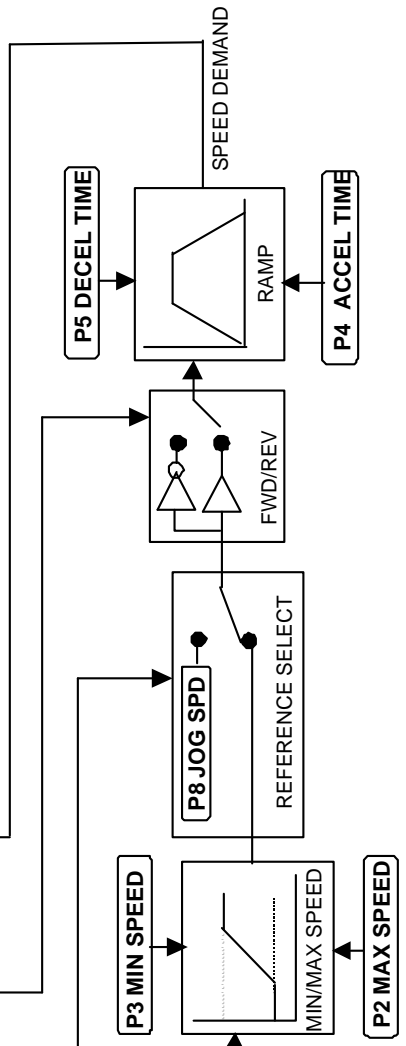 P3 MIN SPEED
MIN/MAX SPEED
P2 MAX SPEED
P8 JOG SPD
REFERENCE SELECT
FWD/REV
P5 DECEL TIME
RAMP
P4 ACCEL TIME
SPEED DEMAND